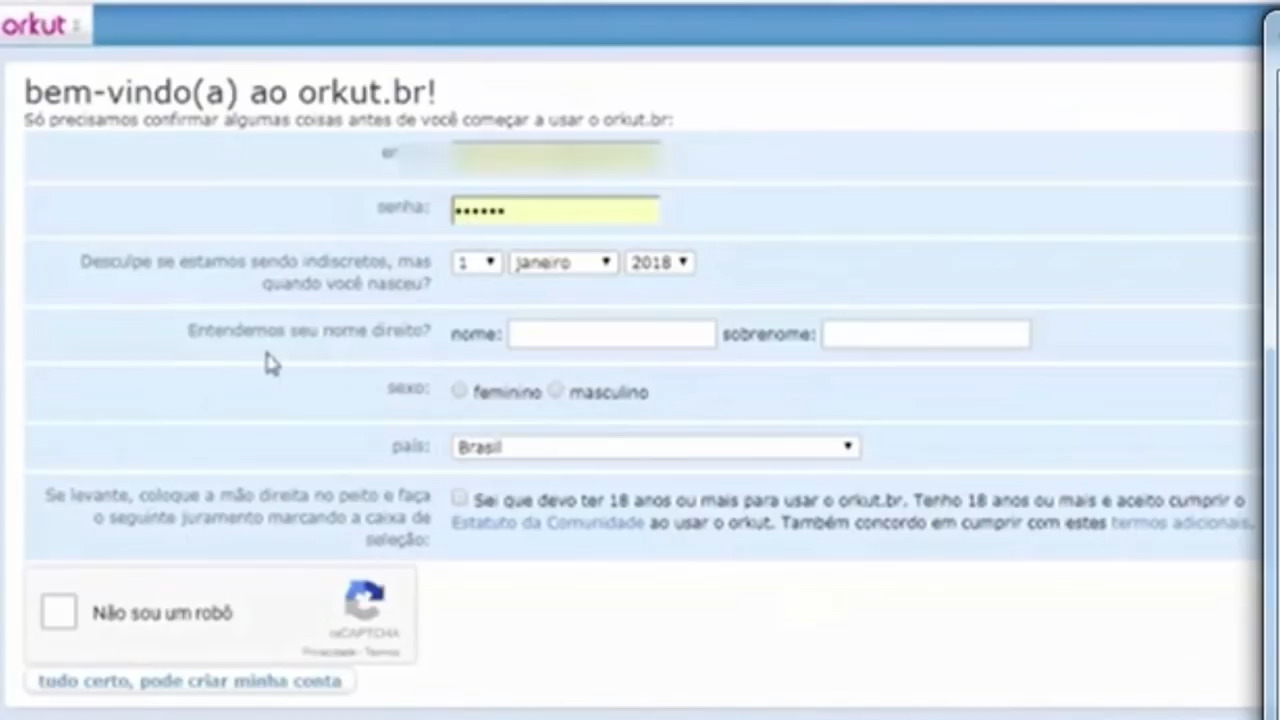 orkut
bem-vindo(a) ao orkut.br!
Só precisamos confirmar algumas coisas antes de você começar a usar o orkut.br:
senha: ••••••
Desculpe se estamos sendo indiscretos, mas
quando você nasceu?
1 janeiro 2018
Entendemos seu nome direito? nome: sobrenome:
sexo: feminino masculino
país: Brasil
Se levante, coloque a mão direita no peito e faça
o seguinte juramento marcando a caixa de
seleção:
Sei que devo ter 18 anos ou mais para usar o orkut.br. Tenho 18 anos ou mais e aceito cumprir o
Estatuto da Comunidade ao usar o orkut. Também concordo em cumprir com estes termos adicionais.
Não sou um robô
reCAPTCHA
Privacidade - Termos
tudo certo, pode criar minha conta